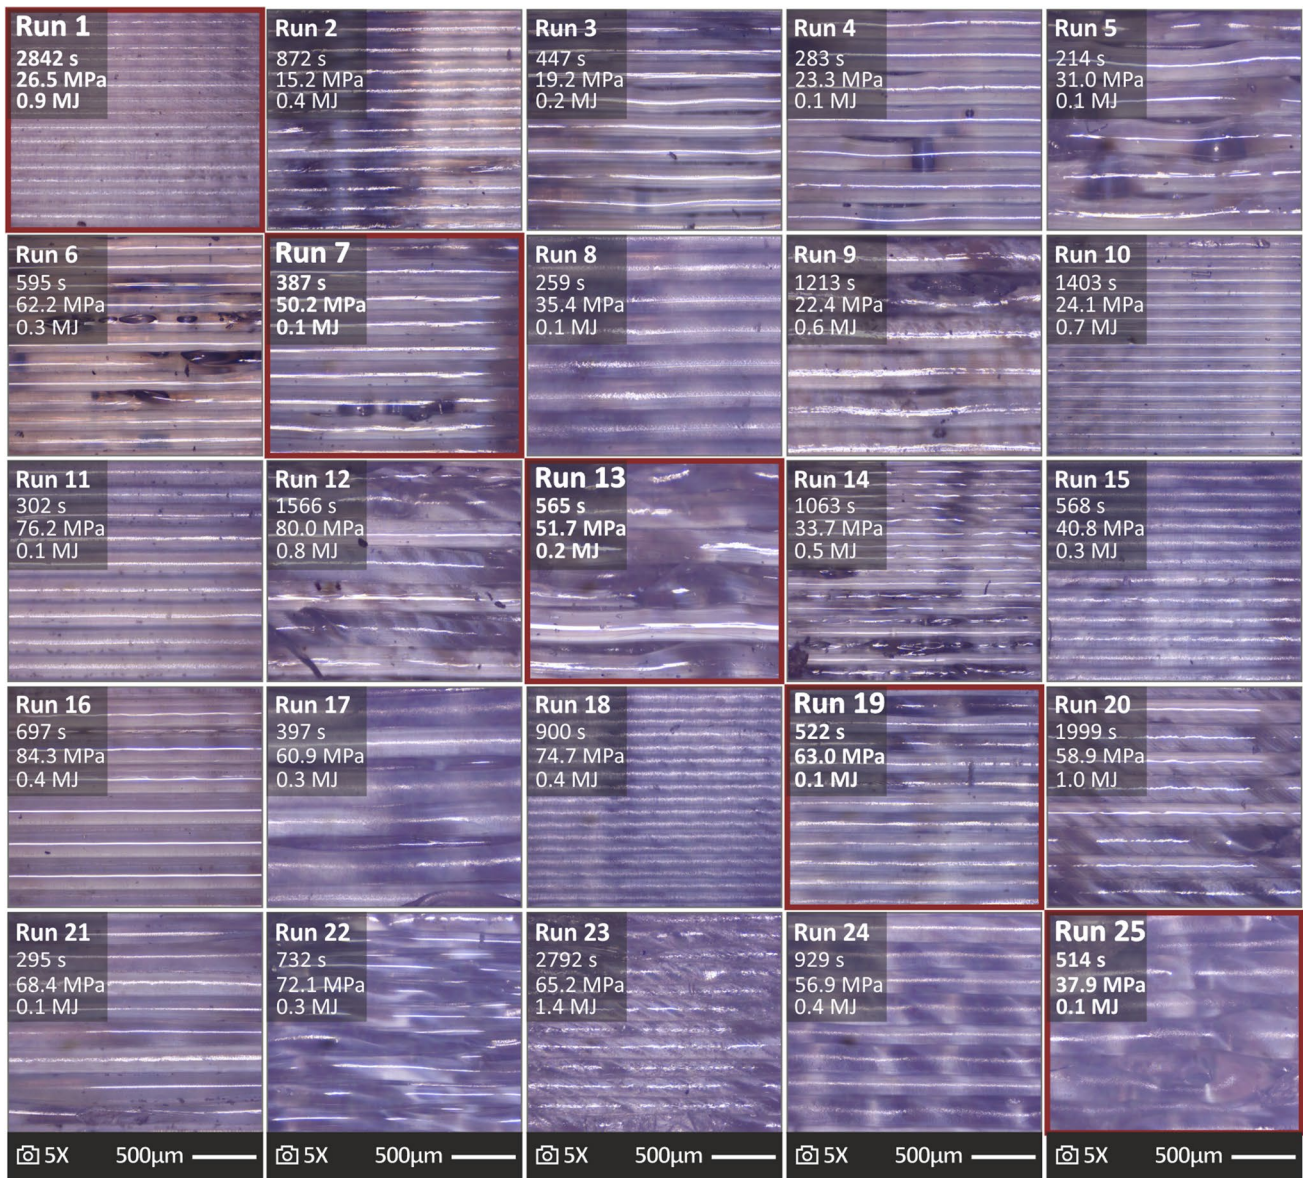 Run 1
2842 s
26.5 MPa
0.9 MJ
Run 2
872 s
15.2 MPa
0.4 MJ
Run 3
447 s
19.2 MPa
0.2 MJ
Run 4
283 s
23.3 MPa
0.1 MJ
Run 5
214 s
31.0 MPa
0.1 MJ
Run 6
595 s
62.2 MPa
0.3 MJ
Run 7
387 s
50.2 MPa
0.1 MJ
Run 8
259 s
35.4 MPa
0.1 MJ
Run 9
1213 s
22.4 MPa
0.6 MJ
Run 10
1403 s
24.1 MPa
0.7 MJ
Run 11
302 s
76.2 MPa
0.1 MJ
Run 12
1566 s
80.0 MPa
0.8 MJ
Run 13
565 s
51.7 MPa
0.2 MJ
Run 14
1063 s
33.7 MPa
0.5 MJ
Run 15
568 s
40.8 MPa
0.3 MJ
Run 16
697 s
84.3 MPa
0.4 MJ
Run 17
397 s
60.9 MPa
0.3 MJ
Run 18
900 s
74.7 MPa
0.4 MJ
Run 19
522 s
63.0 MPa
0.1 MJ
Run 20
1999 s
58.9 MPa
1.0 MJ
Run 21
295 s
68.4 MPa
0.1 MJ
Run 22
732 s
72.1 MPa
0.3 MJ
Run 23
2792 s
65.2 MPa
1.4 MJ
Run 24
929 s
56.9 MPa
0.4 MJ
Run 25
514 s
37.9 MPa
0.1 MJ
5X 500µm
5X 500µm
5X 500µm
5X 500µm
5X 500µm